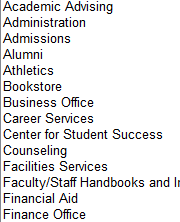 Academic Advising
Administration
Admissions
Alumni
Athletics
Bookstore
Business Office
Career Services
Center for Student Success
Counseling
Facilities Services
Faculty/Staff Handbooks and
Financial Aid
Finance Office